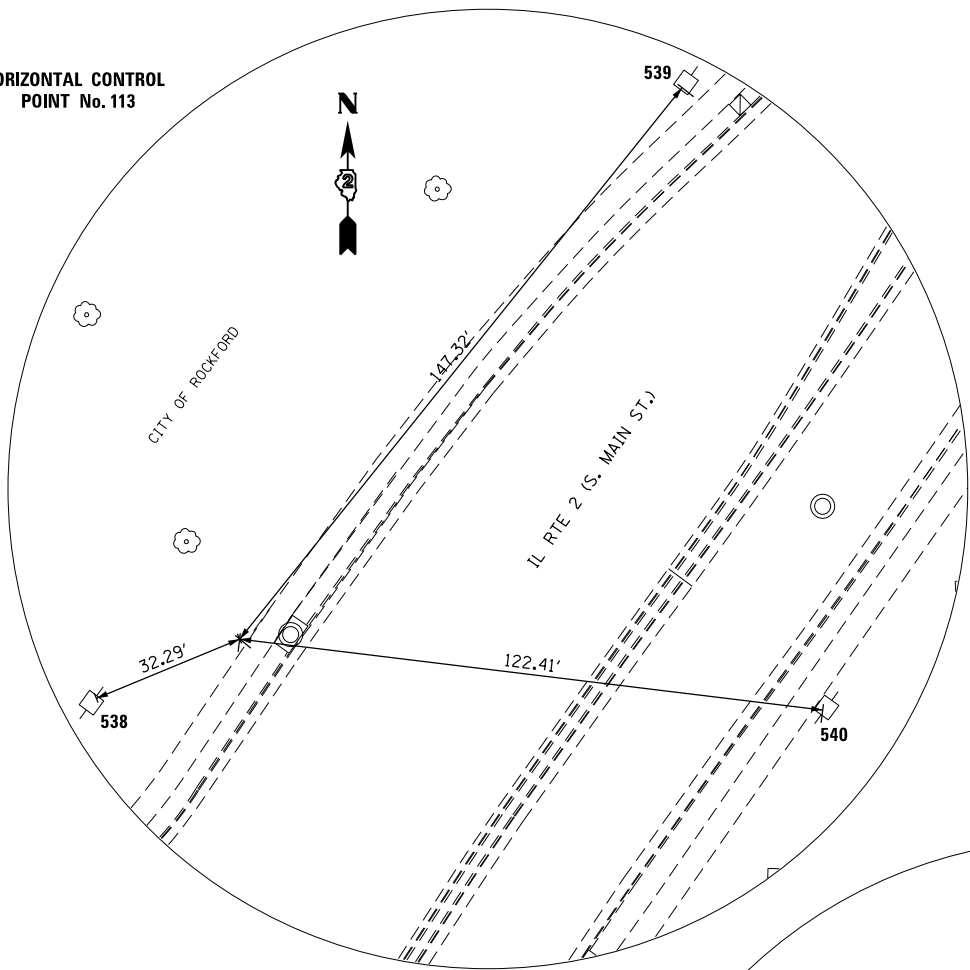 ORIZONTAL CONTROL
POINT No. 113
539
N
2
147.32'
CITY OF ROCKFORD
IL RTE 2 (S. MAIN ST.)
32.29'
122.41'
538
540